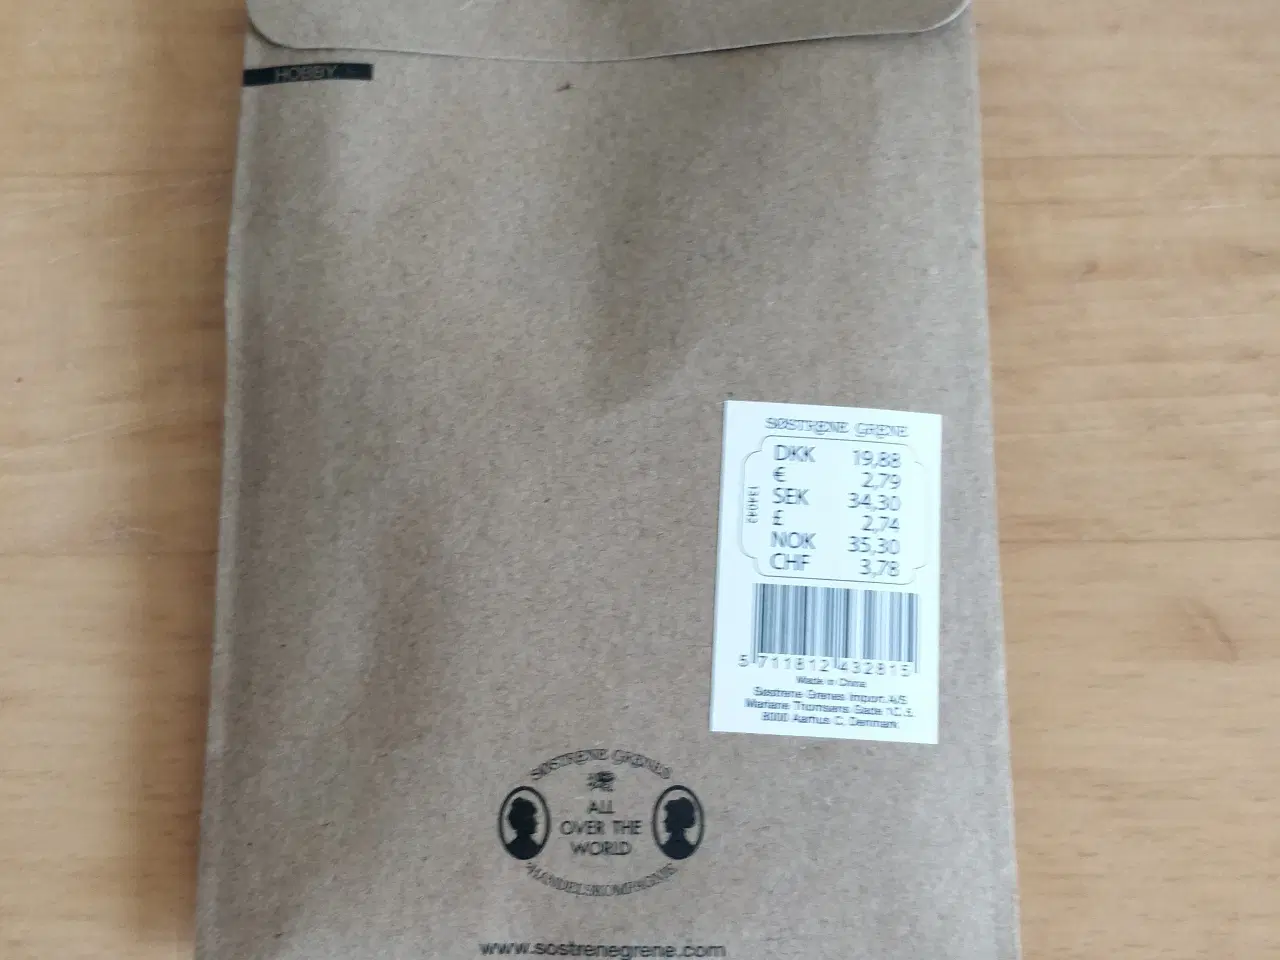 HOBBY
SØSTRENE GRENE
DKK 19,88
€ 2,79
SEK 34,30
£ 2,74
NOK 35,30
CHF 3,78
5 711812 432815
Made in China
Søstrene Grenes Import A/S
Mariane Thomsens Gade 1C, 5.
8000 Aarhus C, Denmark
SØSTRENE GRENES
ALL
OVER THE
WORLD
HANDELSKOMPAGNIE
www.sostrenegrene.com